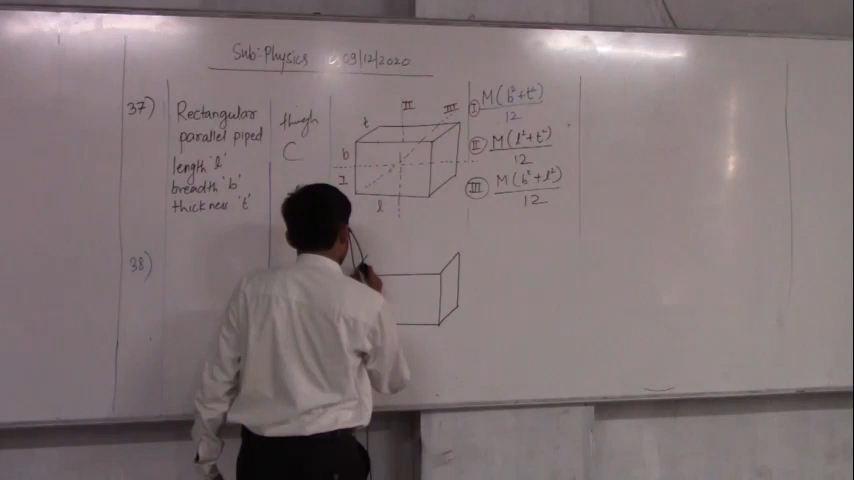 Sub: Physics 09/12/2020
37)
Rectangular
parallel piped
length 'l'
breadth 'b'
thickness 't'
through
C
II
III
t
b
I
l
I M(b²+t²)
12
II M(l²+t²)
12
III M(b²+l²)
12
38)